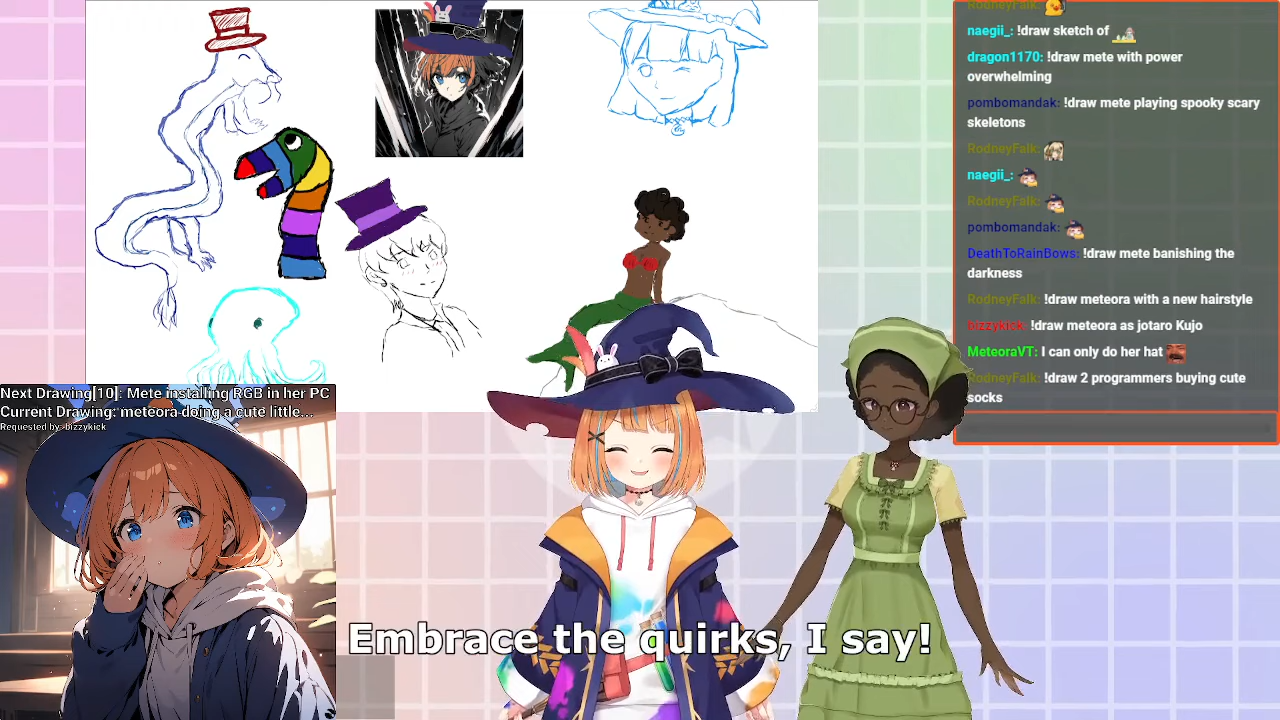 RodneyFalk:
naegii_: !draw sketch of
dragon1170: !draw mete with power
overwhelming
pombomandak: !draw mete playing spooky scary
skeletons
RodneyFalk:
naegii_:
RodneyFalk:
pombomandak:
DeathToRainBows: !draw mete banishing the
darkness
RodneyFalk: !draw meteora with a new hairstyle
bizzykick: !draw meteora as jotaro Kujo
MeteoraVT: I can only do her hat
RodneyFalk: !draw 2 programmers buying cute
socks
Next Drawing[10]: Mete installing RGB in her PC
Current Drawing: meteora doing a cute little...
Requested by: bizzykick
Embrace the quirks, I say!